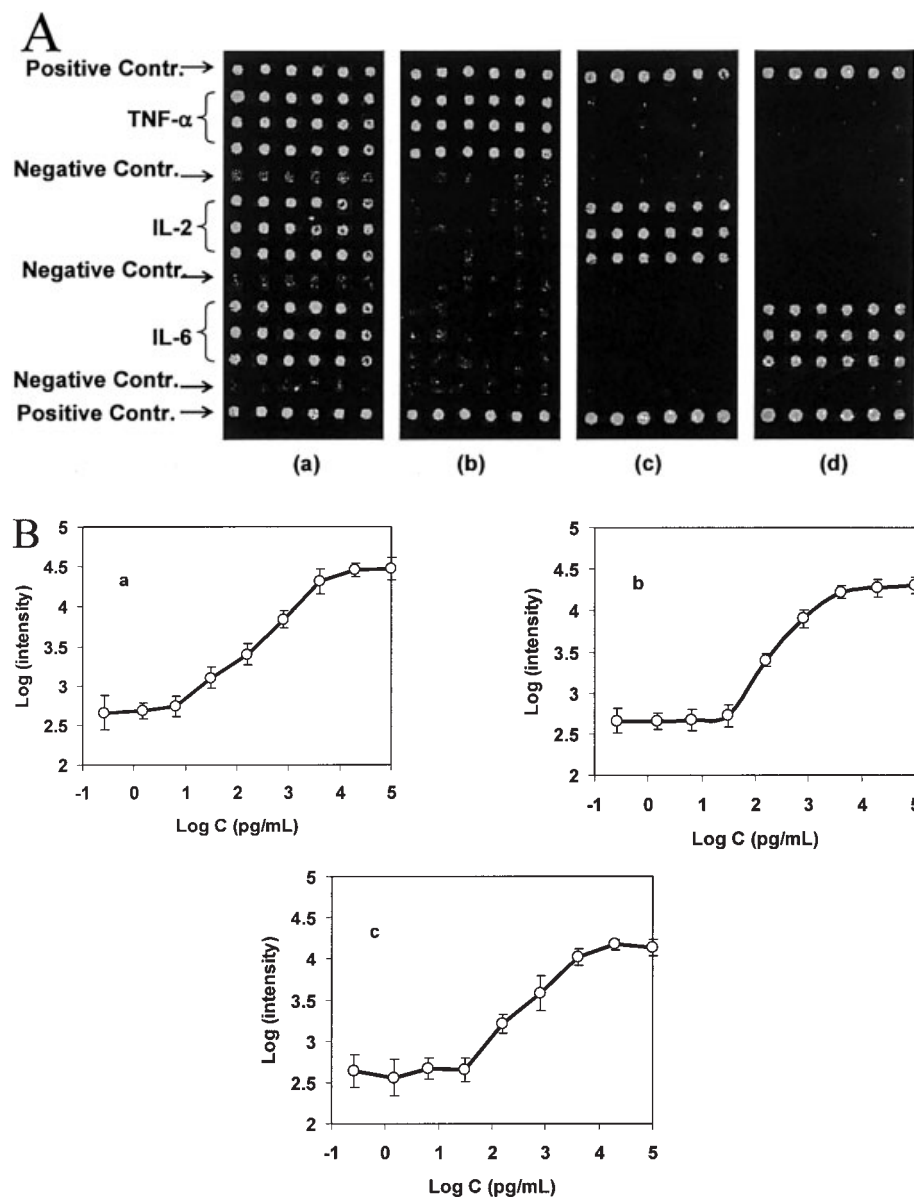 A
Positive Contr.
TNF-α
Negative Contr.
IL-2
Negative Contr.
IL-6
Negative Contr.
Positive Contr.
(a) (b) (c) (d)
B
5
4.5
4
3.5
3
2.5
2
Log (intensity)
a
-1 0 1 2 3 4 5
Log C (pg/mL)
5
4.5
4
3.5
3
2.5
2
Log (intensity)
b
-1 0 1 2 3 4 5
Log C (pg/mL)
5
4.5
4
3.5
3
2.5
2
Log (intensity)
c
-1 0 1 2 3 4 5
Log C (pg/mL)